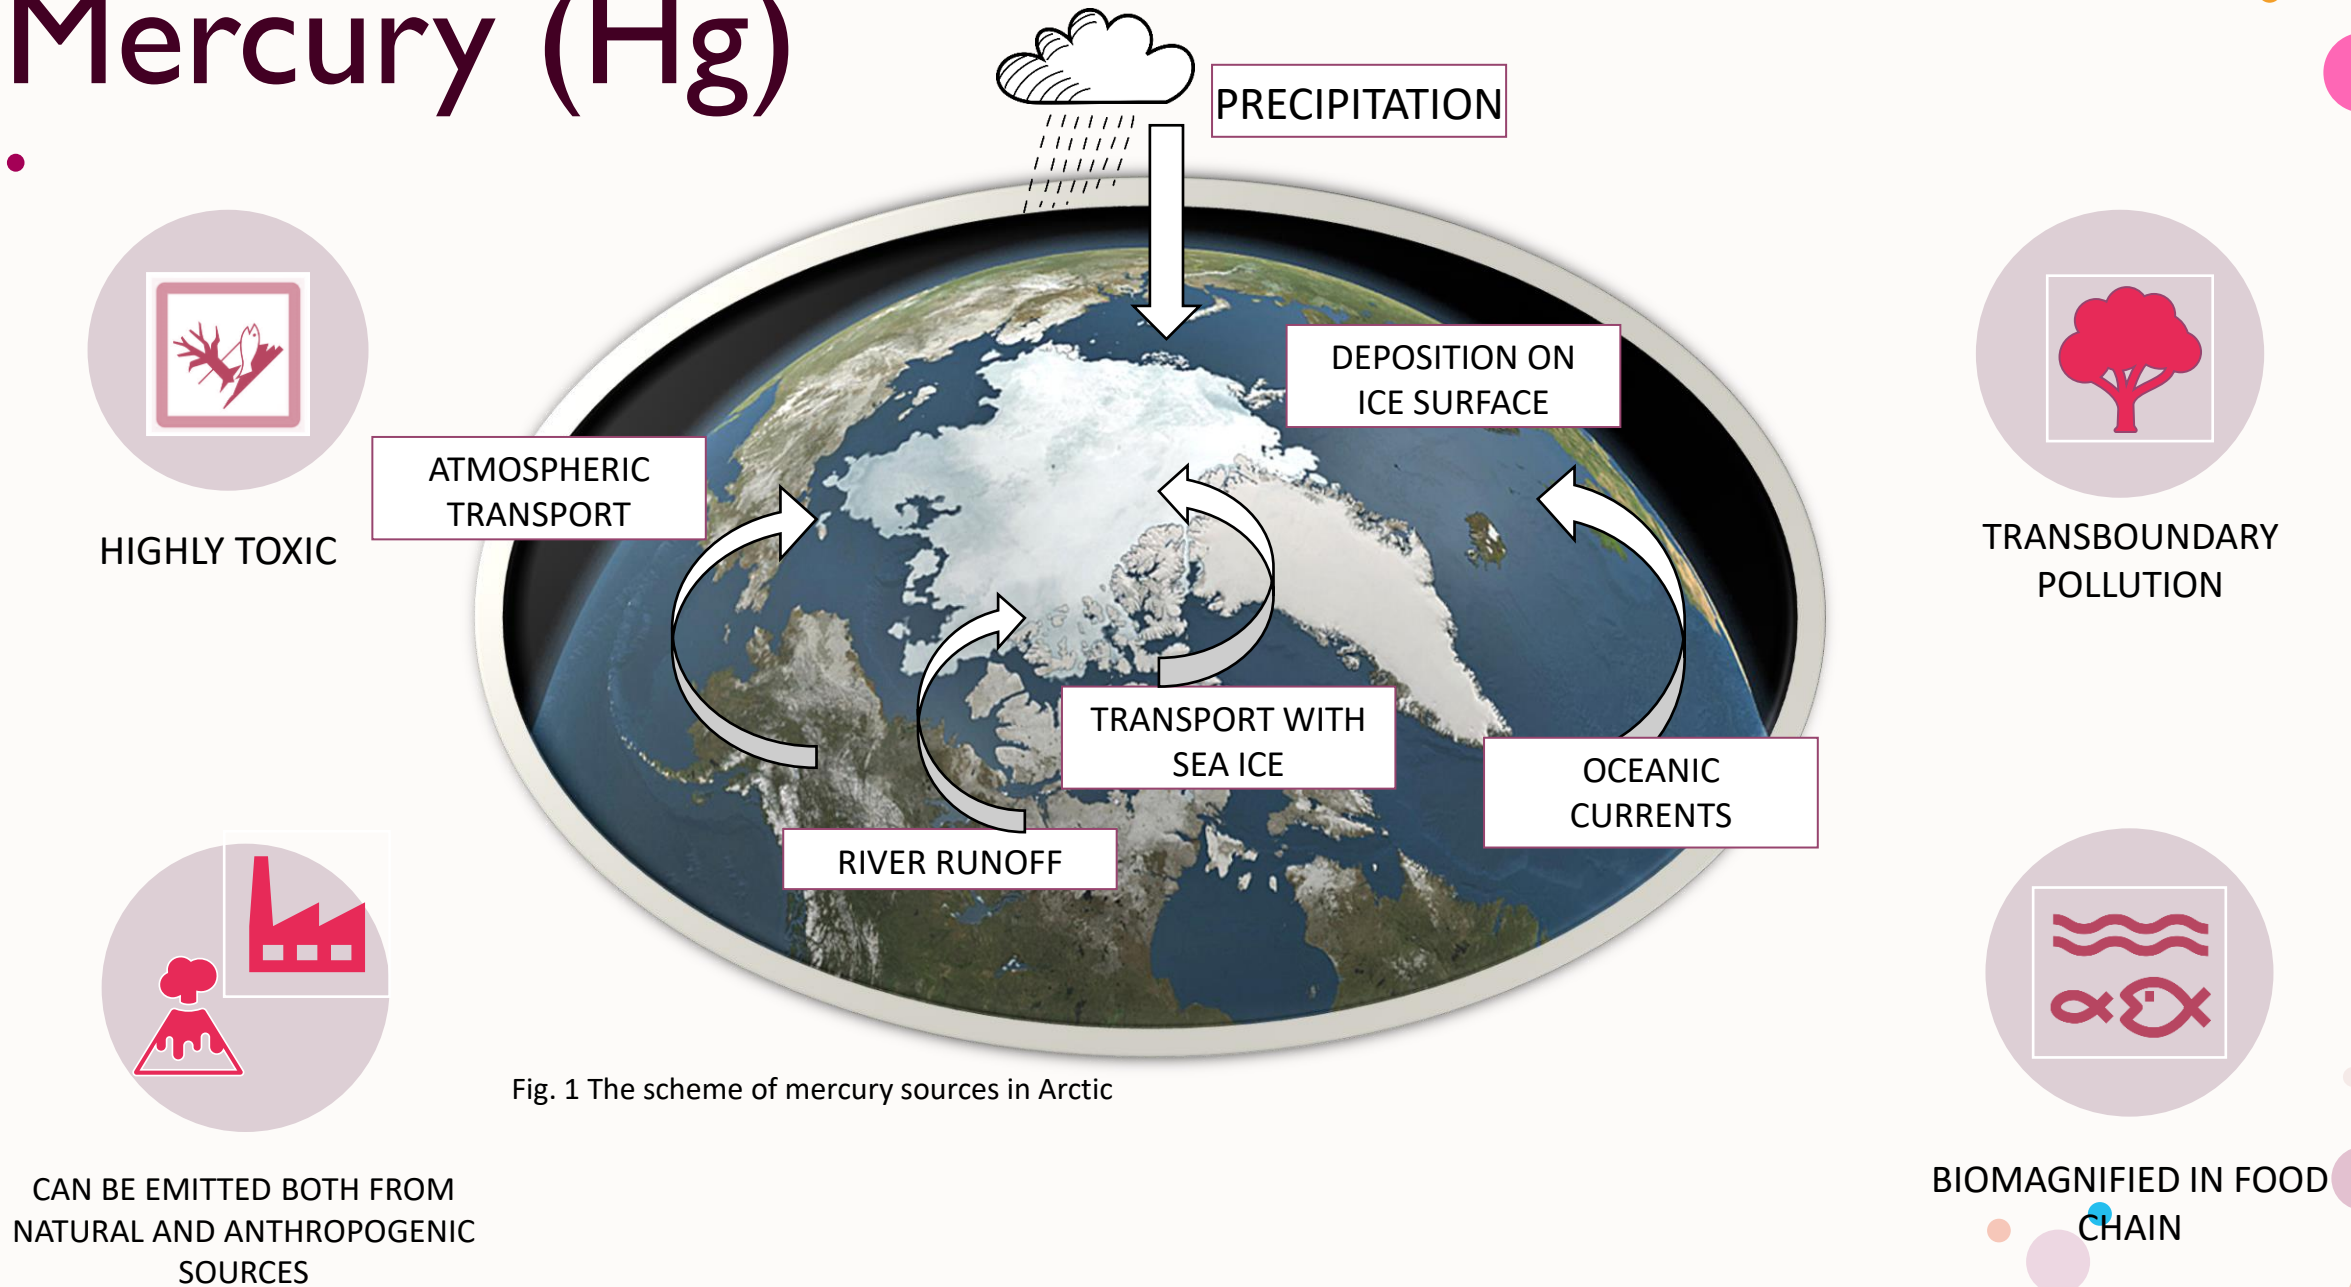 Mercury (Hg)
PRECIPITATION
DEPOSITION ON
ICE SURFACE
ATMOSPHERIC
TRANSPORT
HIGHLY TOXIC
TRANSBOUNDARY
POLLUTION
TRANSPORT WITH
SEA ICE
OCEANIC
CURRENTS
RIVER RUNOFF
Fig. 1 The scheme of mercury sources in Arctic
CAN BE EMITTED BOTH FROM
NATURAL AND ANTHROPOGENIC
SOURCES
BIOMAGNIFIED IN FOOD
CHAIN